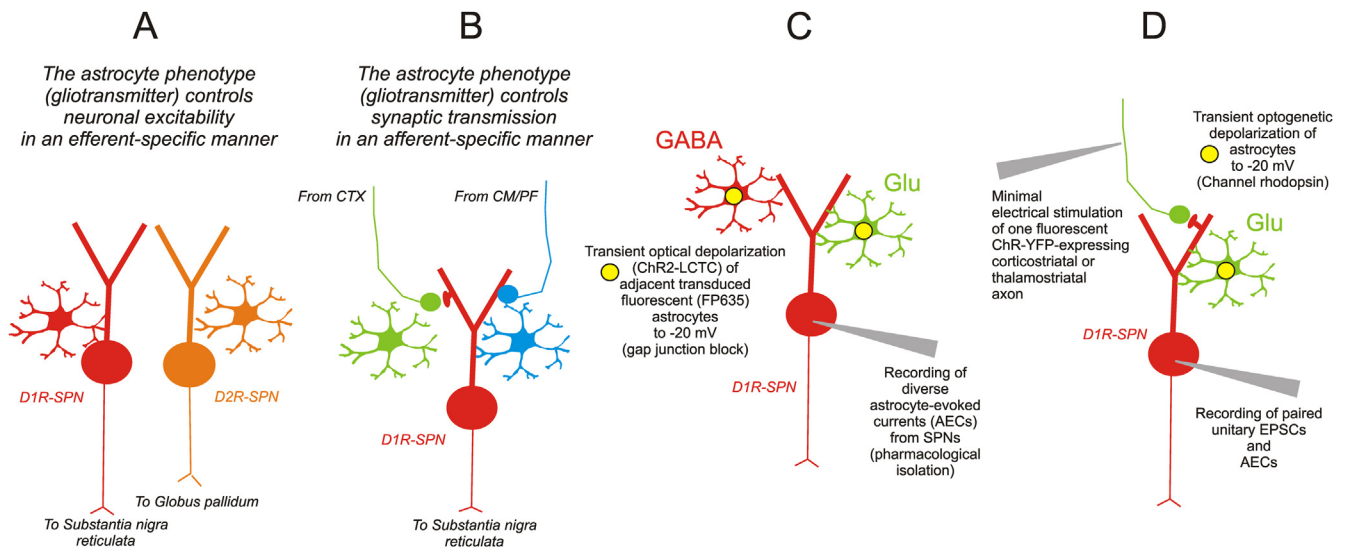 A
The astrocyte phenotype
(gliotransmitter) controls
neuronal excitability
in an efferent-specific manner
D1R-SPN
D2R-SPN
To Globus pallidum
To Substantia nigra
reticulata
B
The astrocyte phenotype
(gliotransmitter) controls
synaptic transmission
in an afferent-specific manner
From CTX
From CM/PF
D1R-SPN
To Substantia nigra
reticulata
C
GABA
Glu
Transient optical depolarization
(ChR2-LCTC) of
adjacent transduced
fluorescent (FP635)
astrocytes
to -20 mV
(gap junction block)
D1R-SPN
Recording of
diverse
astrocyte-evoked
currents (AECs)
from SPNs
(pharmacological
isolation)
D
Transient optogenetic
depolarization of
astrocytes
to -20 mV
(Channel rhodopsin)
Minimal
electrical stimulation
of one fluorescent
ChR-YFP-expressing
corticostriatal or
thalamostriatal
axon
Glu
D1R-SPN
Recording of paired
unitary EPSCs
and
AECs